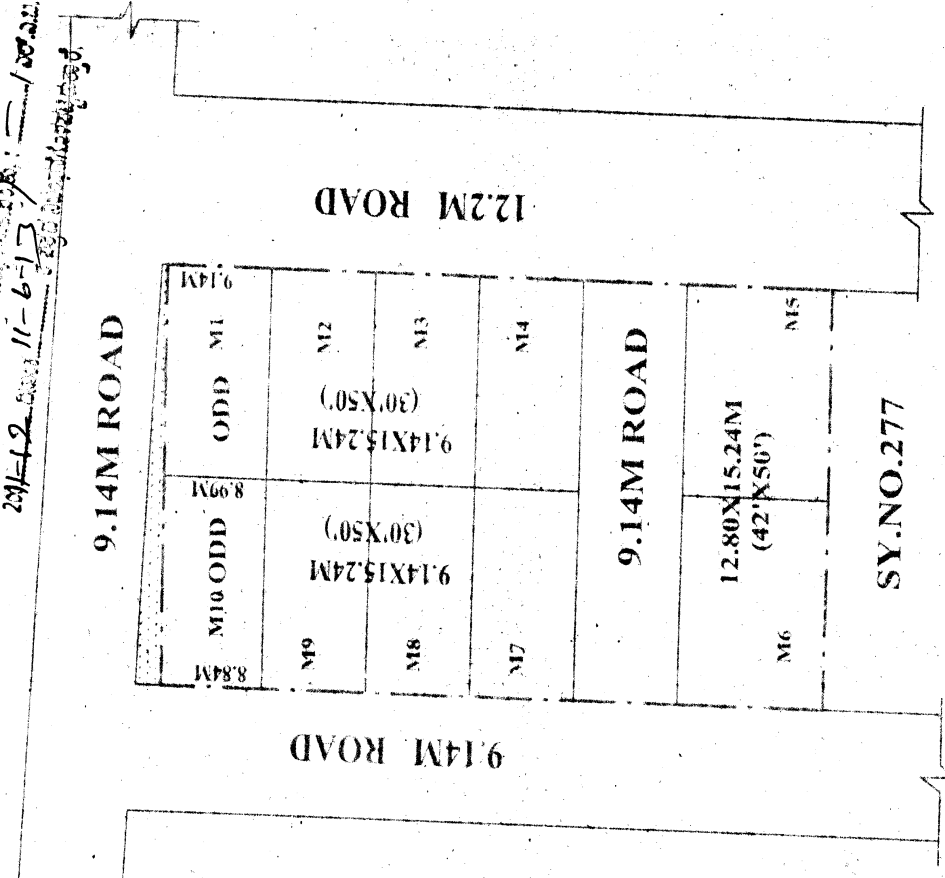 2011-12 11-6-13
12.2M ROAD
9.14M ROAD
9.14M
M1
M2
M3
M4
M5
ODD
9.14X15.24M
(30'X50')
9.14M ROAD
12.80X15.24M
(42'X50')
SY.NO.277
8.99M
M10 ODD
9.14X15.24M
(30'X50')
8.84M
M9
M8
M7
M6
9.14M ROAD